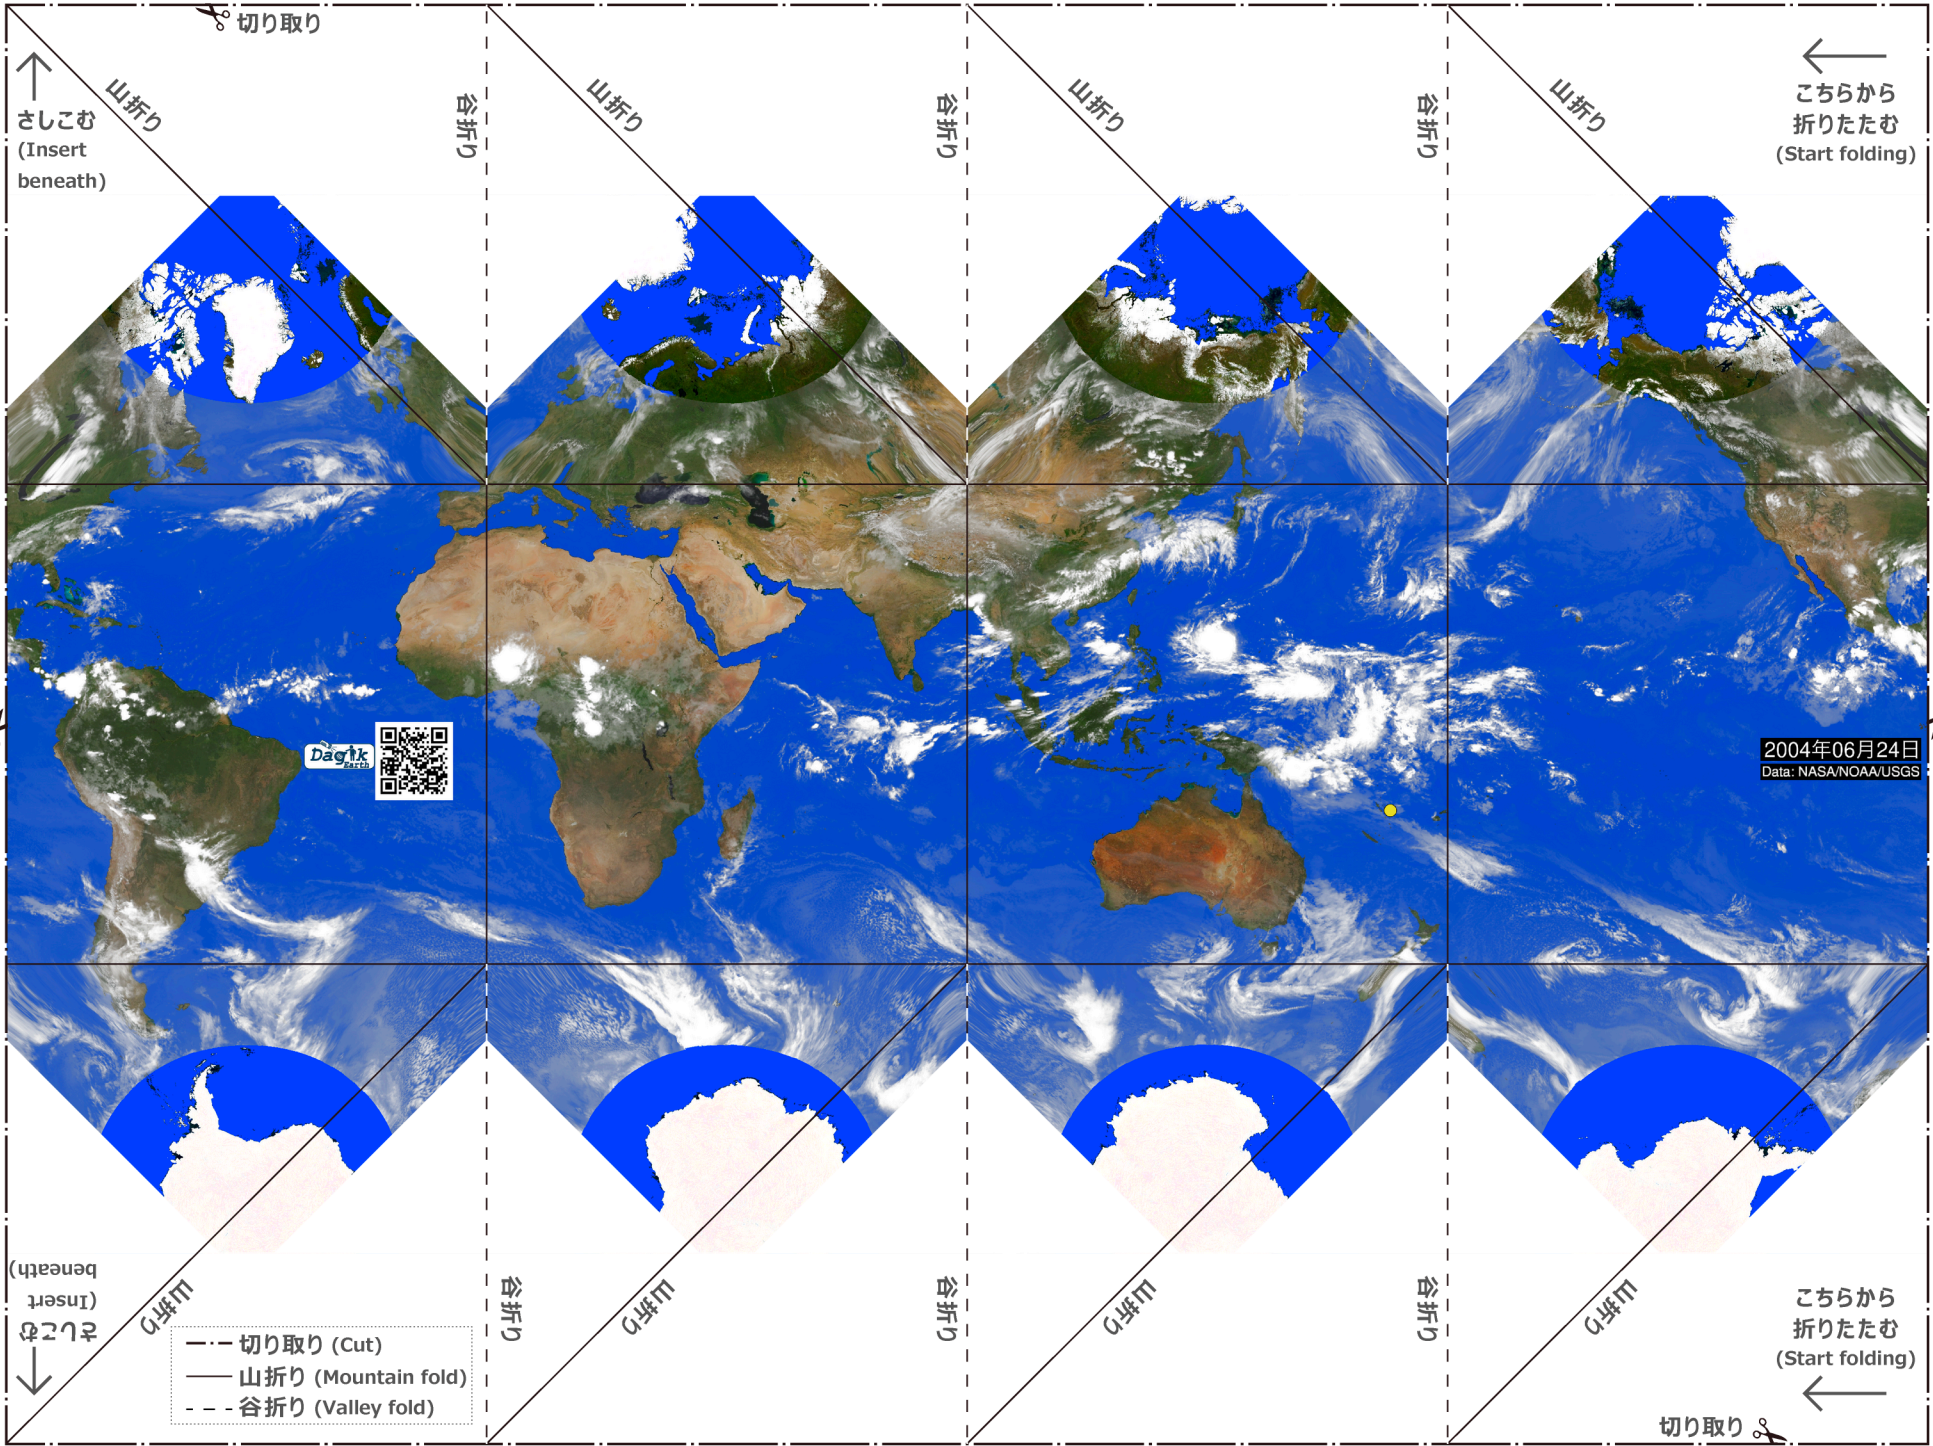 切り取り
さしこむ
(Insert
beneath)
山折り
谷折り
山折り
谷折り
山折り
谷折り
山折り
こちらから
折りたたむ
(Start folding)
Dagik
Earth
2004年06月24日
Data: NASA/NOAA/USGS
さしこむ
(Insert
beneath)
山折り
谷折り
山折り
谷折り
山折り
谷折り
山折り
こちらから
折りたたむ
(Start folding)
切り取り (Cut)
山折り (Mountain fold)
谷折り (Valley fold)
切り取り